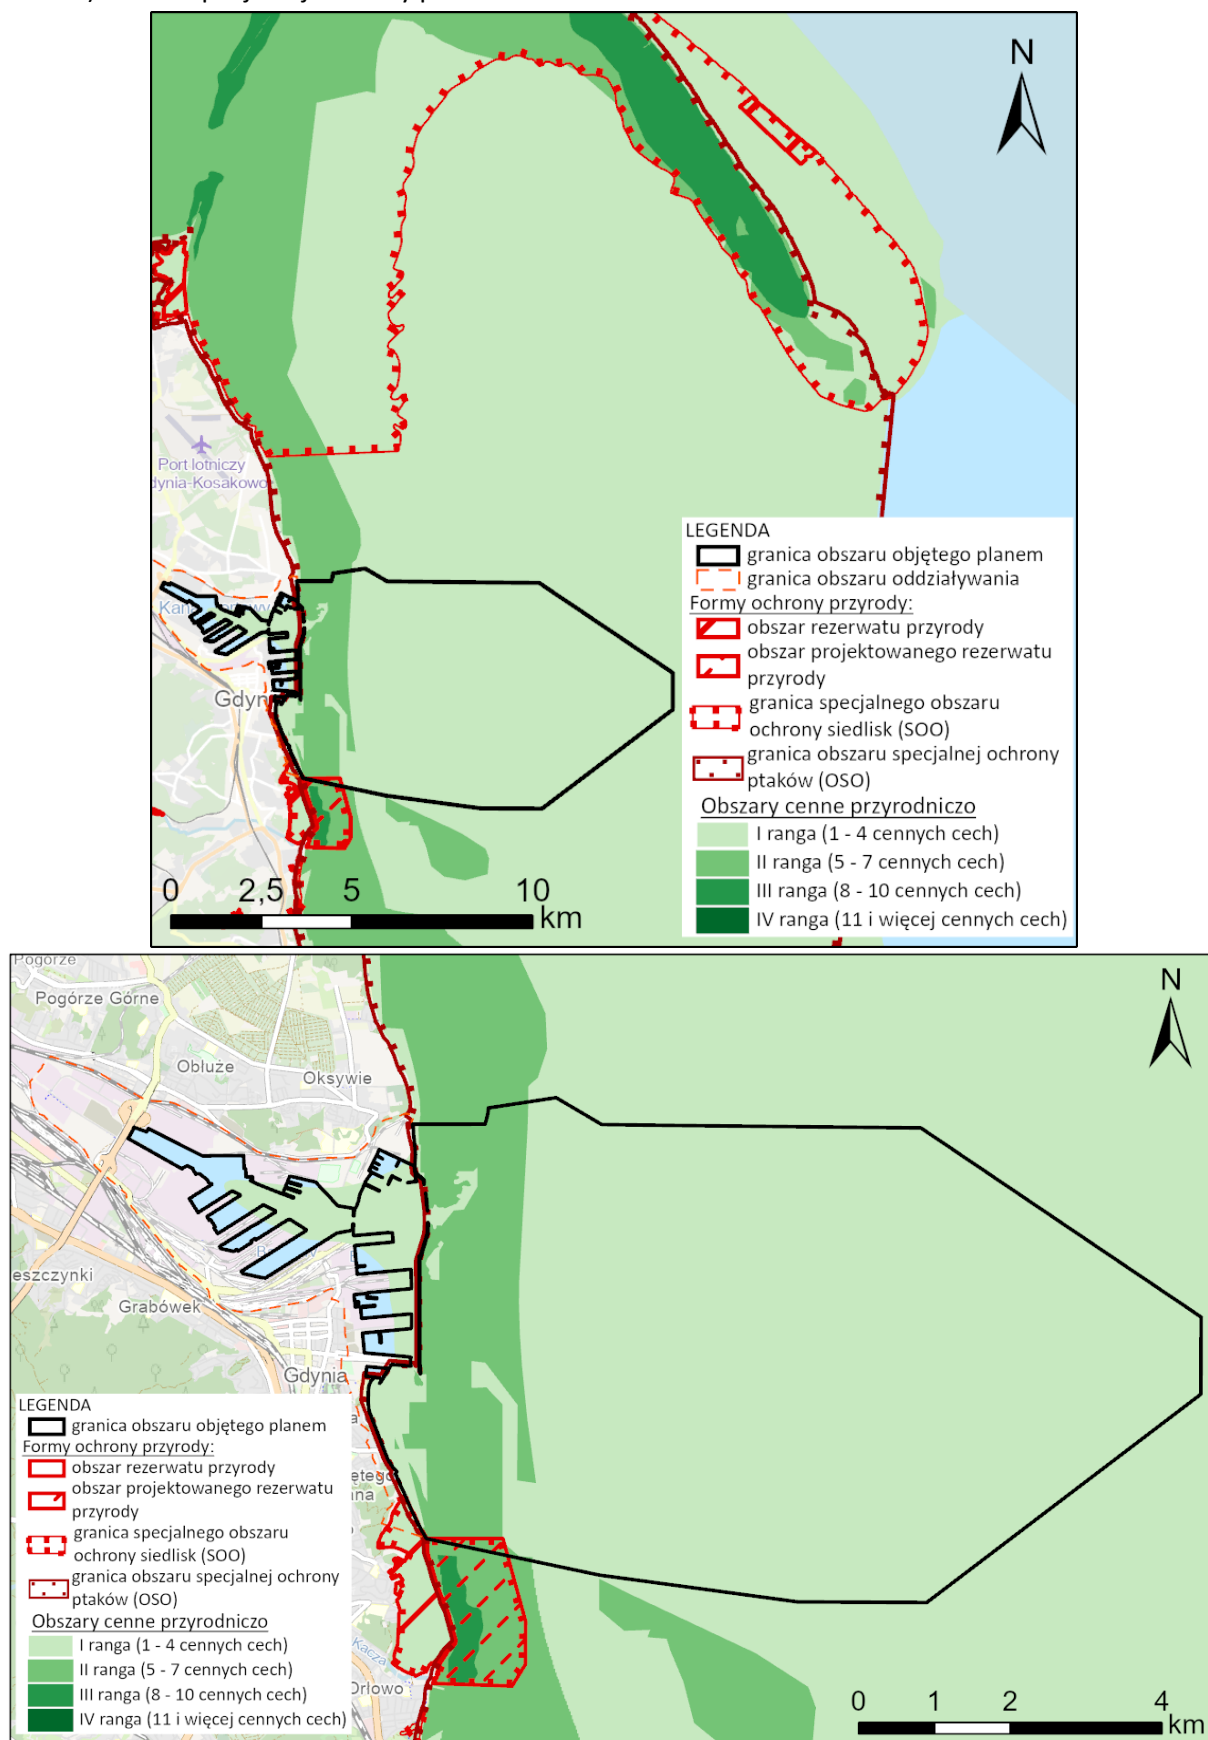 N
Port lotniczy
dynia-Kosakowo
Gdyni
0 2,5 5 10
km
LEGENDA
granica obszaru objętego planem
granica obszaru oddziaływania
Formy ochrony przyrody:
obszar rezerwatu przyrody
obszar projektowanego rezerwatu
przyrody
granica specjalnego obszaru
ochrony siedlisk (SOO)
granica obszaru specjalnej ochrony
ptaków (OSO)
Obszary cenne przyrodniczo
I ranga (1 - 4 cennych cech)
II ranga (5 - 7 cennych cech)
III ranga (8 - 10 cennych cech)
IV ranga (11 i więcej cennych cech)
Pogórze
Pogórze Górne
N
Obłuże
Oksywie
eszczynki
Grabówek
Gdynia
LEGENDA
granica obszaru objętego planem
Formy ochrony przyrody:
obszar rezerwatu przyrody
obszar projektowanego rezerwatu
przyrody
granica specjalnego obszaru
ochrony siedlisk (SOO)
granica obszaru specjalnej ochrony
ptaków (OSO)
Obszary cenne przyrodniczo
I ranga (1 - 4 cennych cech)
II ranga (5 - 7 cennych cech)
III ranga (8 - 10 cennych cech)
IV ranga (11 i więcej cennych cech)
ętego
ana
Kacza
Orłowo
0 1 2 4
km